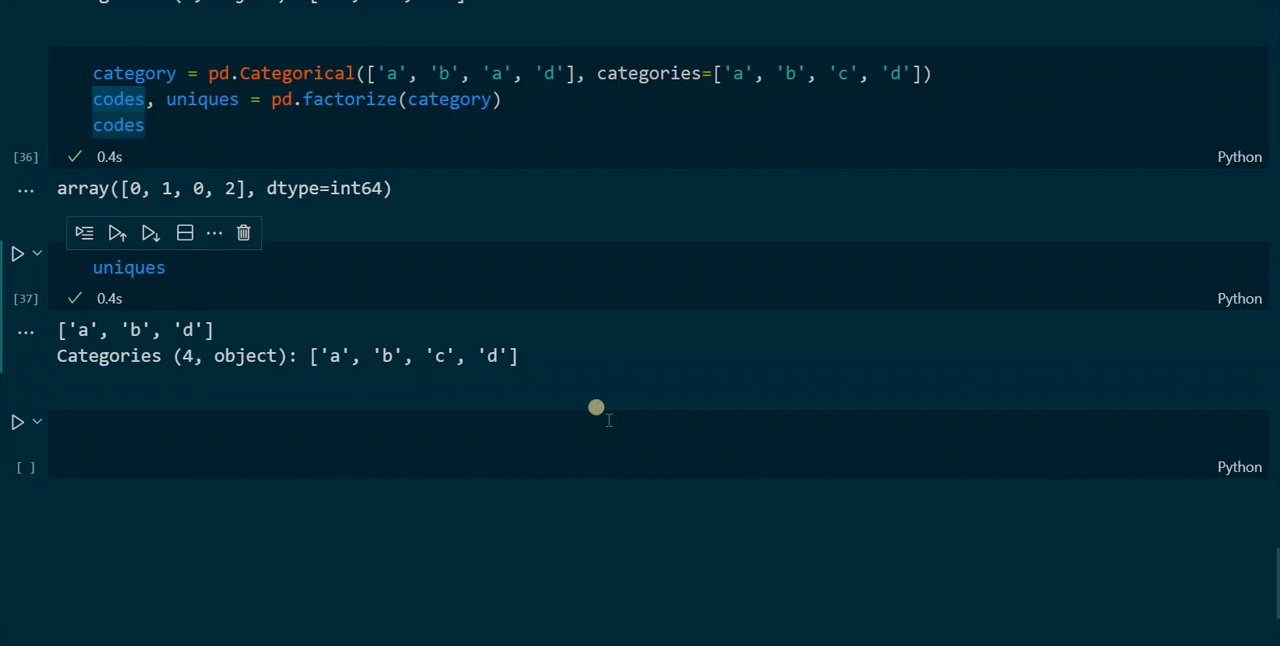 category = pd.Categorical(['a', 'b', 'a', 'd'], categories=['a', 'b', 'c', 'd'])
codes, uniques = pd.factorize(category)
codes
[36]
0.4s
Python
array([0, 1, 0, 2], dtype=int64)
uniques
[37]
0.4s
Python
['a', 'b', 'd']
Categories (4, object): ['a', 'b', 'c', 'd']
[ ]
Python